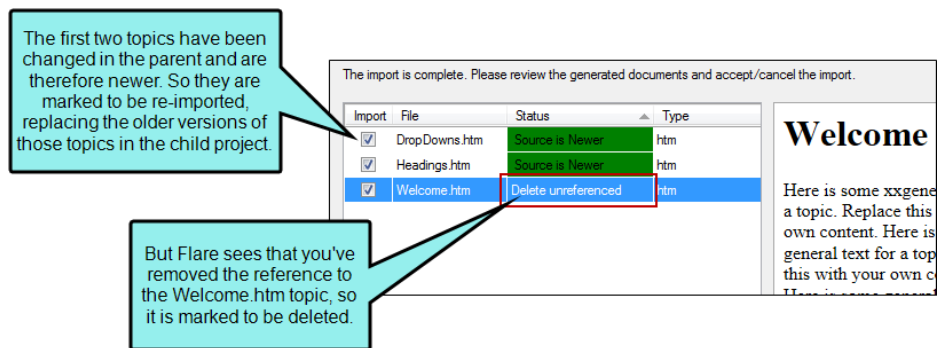 The first two topics have been
changed in the parent and are
therefore newer. So they are
marked to be re-imported,
replacing the older versions of
those topics in the child project.
The import is complete. Please review the generated documents and accept/cancel the import.
Import File Status Type
DropDowns.htm Source is Newer htm
Headings.htm Source is Newer htm
Welcome.htm Delete unreferenced htm
But Flare sees that you've
removed the reference to
the Welcome.htm topic, so
it is marked to be deleted.
Welcome
Here is some xxgene
a topic. Replace this
own content. Here is
general text for a top
this with your own c
Here is some general